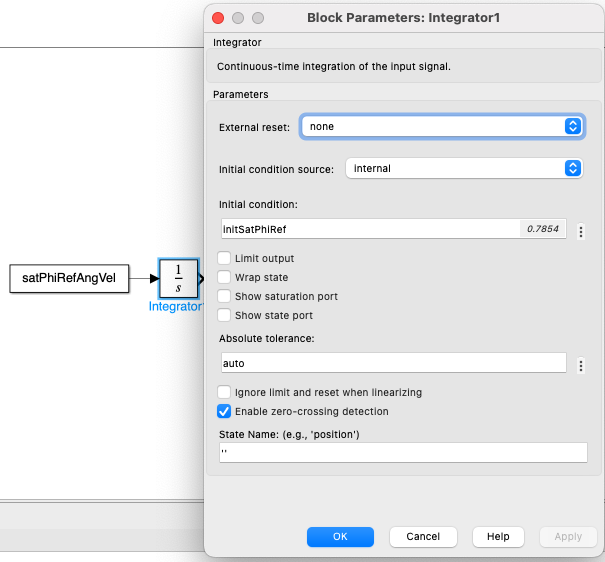 Block Parameters: Integrator1
Integrator
Continuous-time integration of the input signal.
Parameters
External reset: none
Initial condition source: internal
Initial condition:
initSatPhiRef 0.7854
Limit output
Wrap state
Show saturation port
Show state port
Absolute tolerance:
auto
Ignore limit and reset when linearizing
Enable zero-crossing detection
State Name: (e.g., 'position')
''
OK Cancel Help Apply
satPhiRefAngVel
1
s
Integrator